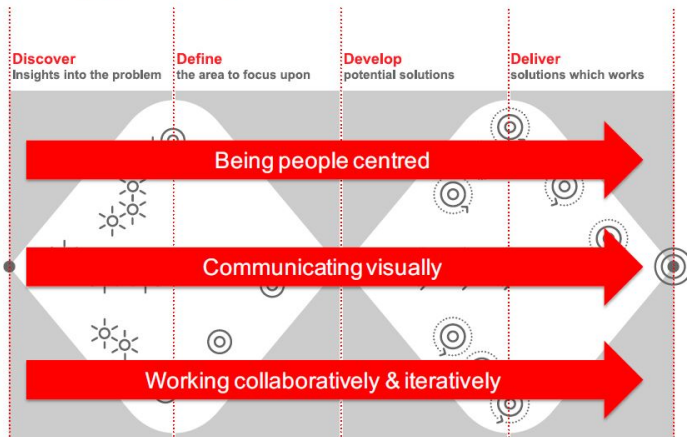 Discover
Insights into the problem
Define
the area to focus upon
Develop
potential solutions
Deliver
solutions which works
Being people centred
Communicating visually
Working collaboratively & iteratively